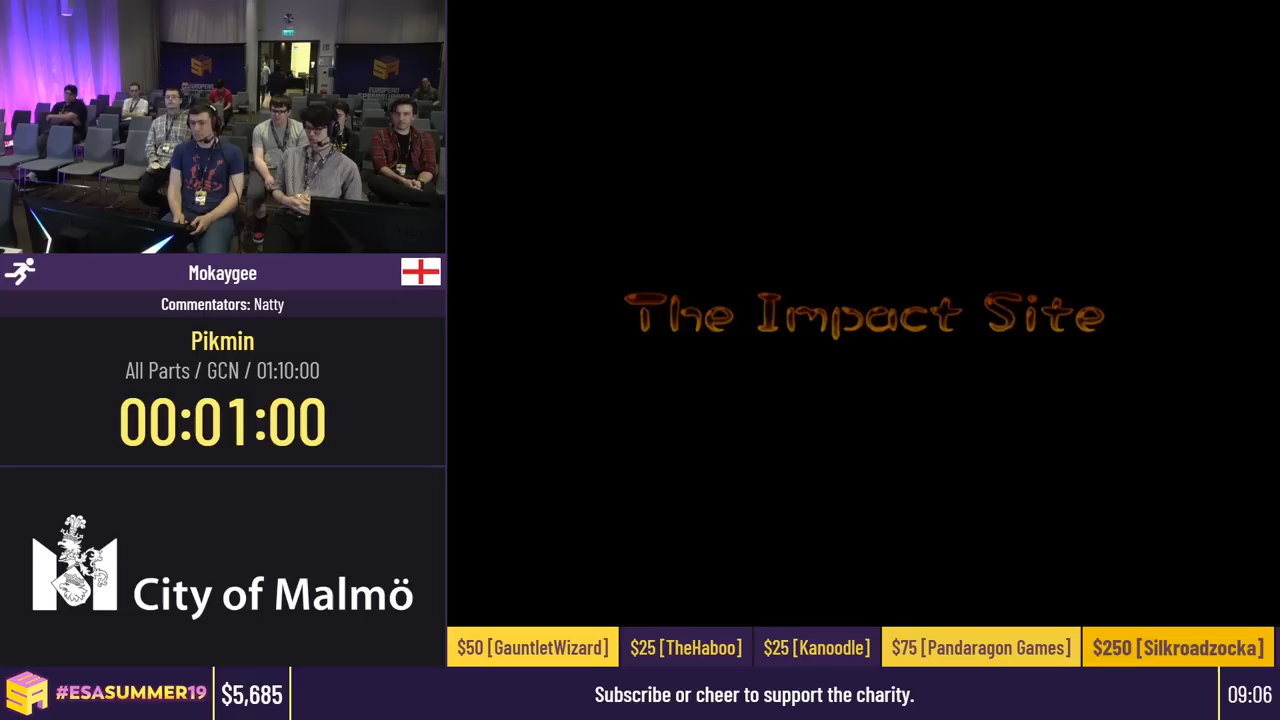 Mokaygee
Commentators: Natty
Pikmin
All Parts / GCN / 01:10:00
00:01:00
City of Malmö
The Impact Site
$50 [GauntletWizard]
$25 [TheHaboo]
$25 [Kanoodle]
$75 [Pandaragon Games]
$250 [Silkroadzocka]
#ESASUMMER19
$5,685
Subscribe or cheer to support the charity.
09:06